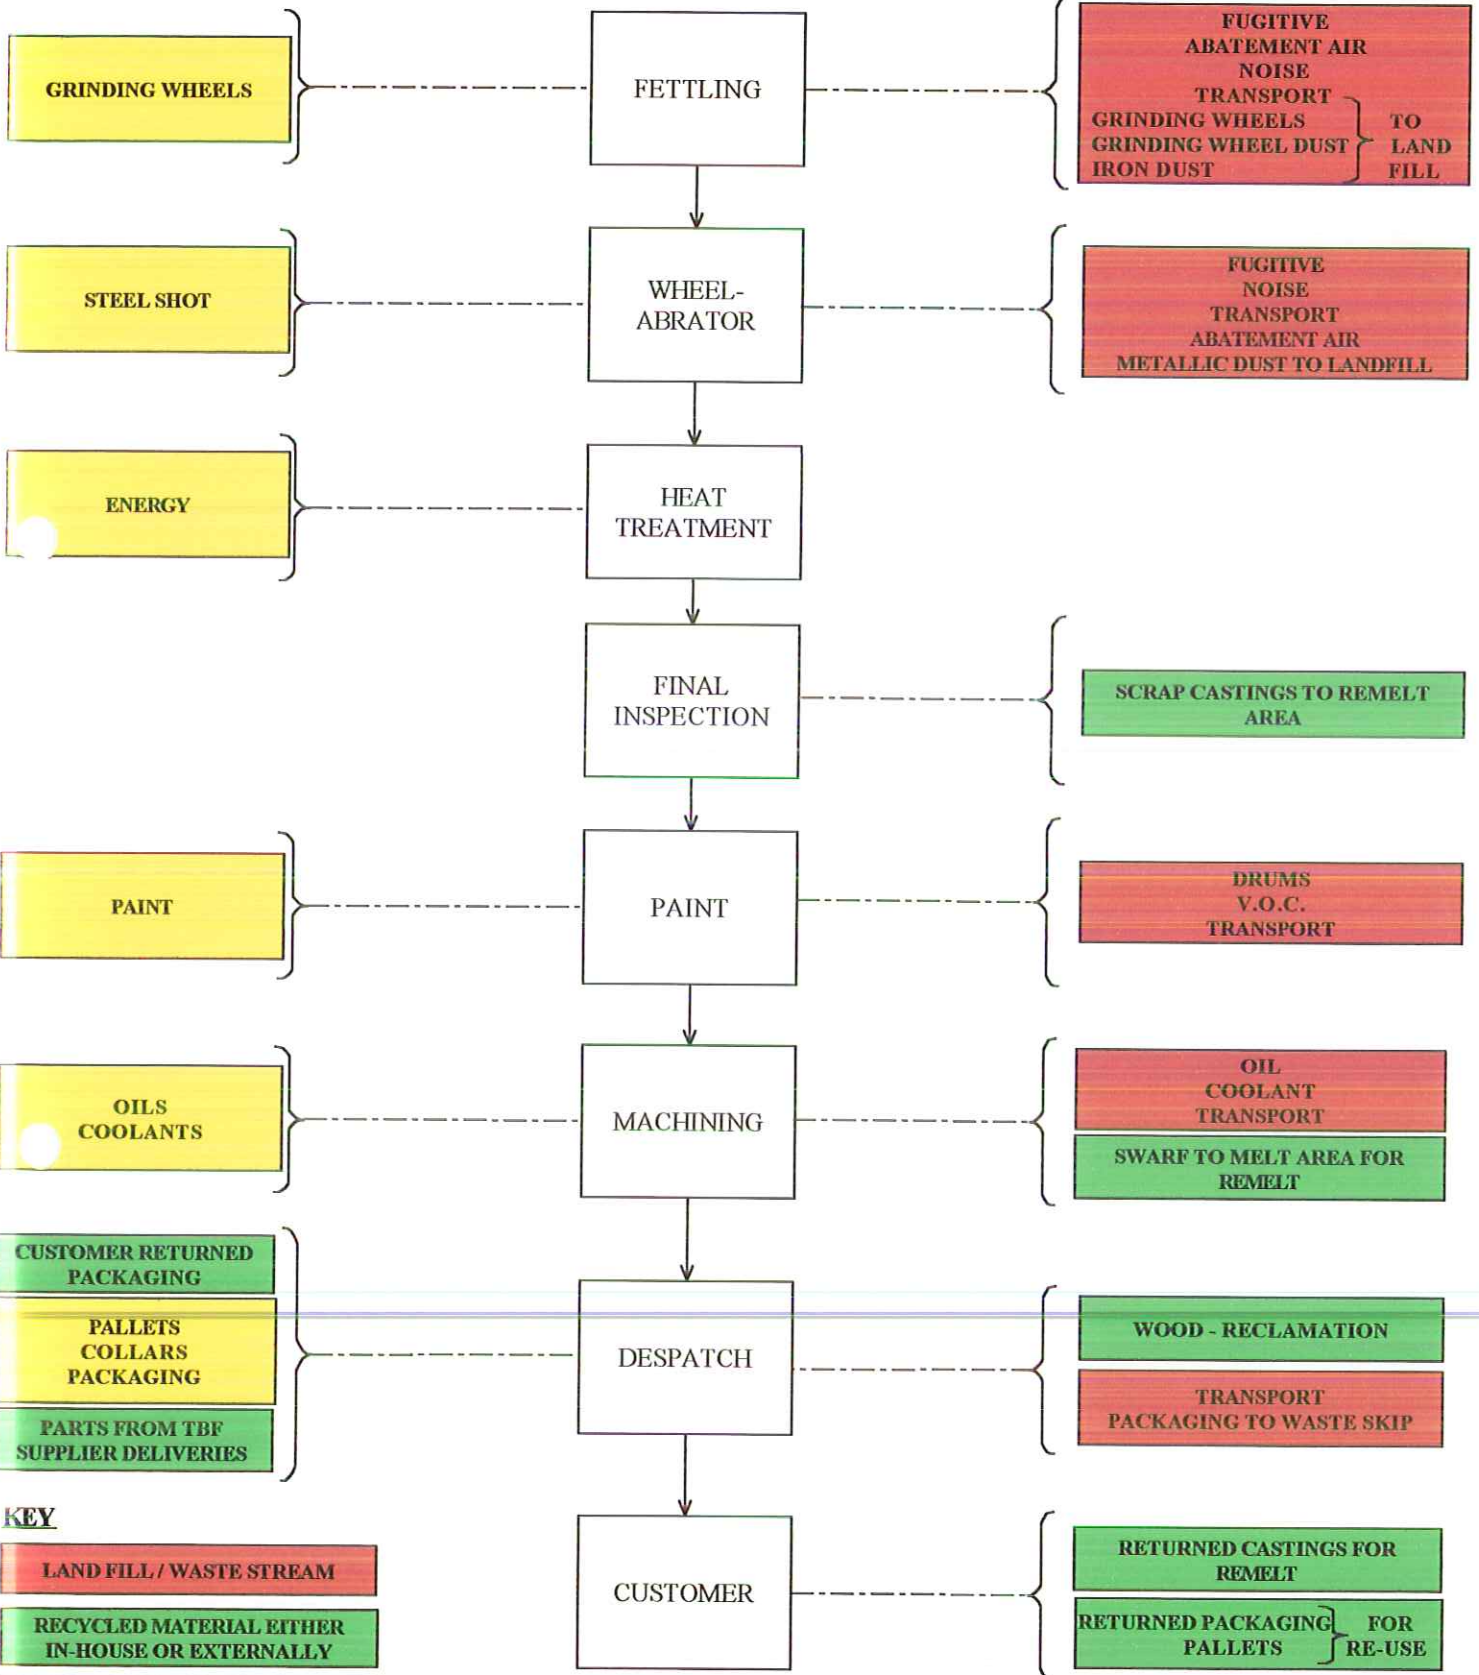 GRINDING WHEELS
FETTLING
FUGITIVE
ABATEMENT AIR
NOISE
TRANSPORT
GRINDING WHEELS
GRINDING WHEEL DUST
IRON DUST
TO
LAND
FILL
STEEL SHOT
WHEEL-
ABRATOR
FUGITIVE
NOISE
TRANSPORT
ABATEMENT AIR
METALLIC DUST TO LANDFILL
ENERGY
HEAT
TREATMENT
FINAL
INSPECTION
SCRAP CASTINGS TO REMELT
AREA
PAINT
PAINT
DRUMS
V.O.C.
TRANSPORT
OILS
COOLANTS
MACHINING
OIL
COOLANT
TRANSPORT
SWARF TO MELT AREA FOR
REMELT
CUSTOMER RETURNED
PACKAGING
PALLETS
COLLARS
PACKAGING
PARTS FROM TBF
SUPPLIER DELIVERIES
DESPATCH
WOOD - RECLAMATION
TRANSPORT
PACKAGING TO WASTE SKIP
KEY
LAND FILL / WASTE STREAM
RECYCLED MATERIAL EITHER
IN-HOUSE OR EXTERNALLY
CUSTOMER
RETURNED CASTINGS FOR
REMELT
RETURNED PACKAGING
PALLETS
FOR
RE-USE